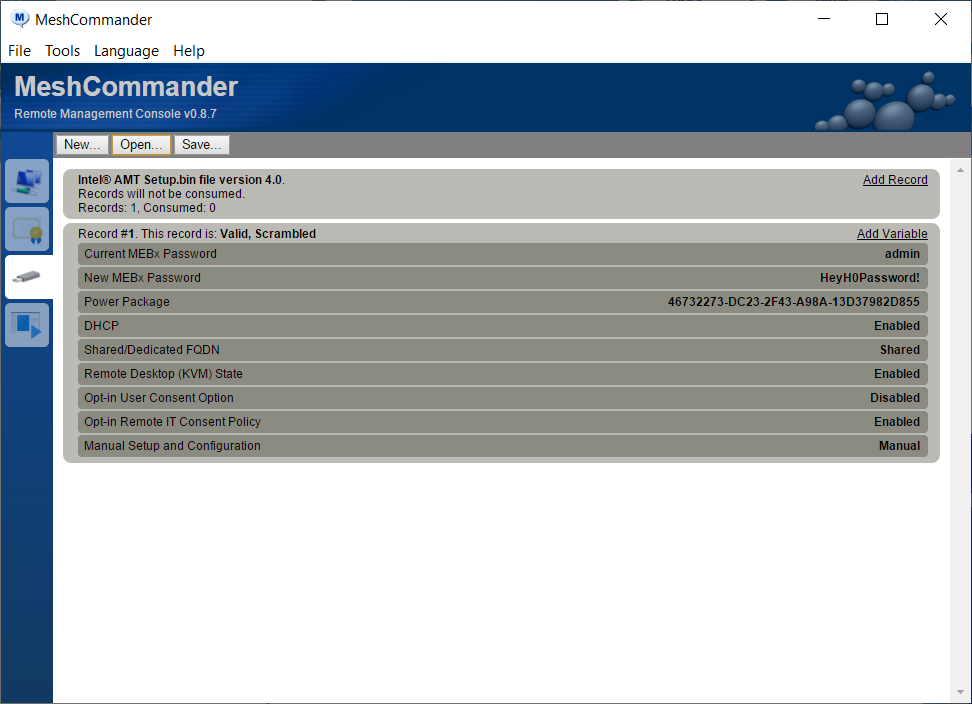 MeshCommander
File Tools Language Help
MeshCommander
Remote Management Console v0.8.7
New... Open... Save...
Intel® AMT Setup.bin file version 4.0. Add Record
Records will not be consumed.
Records: 1, Consumed: 0
Record #1. This record is: Valid, Scrambled Add Variable
Current MEBx Password admin
New MEBx Password HeyH0Password!
Power Package 46732273-DC23-2F43-A98A-13D37982D855
DHCP Enabled
Shared/Dedicated FQDN Shared
Remote Desktop (KVM) State Enabled
Opt-in User Consent Option Disabled
Opt-in Remote IT Consent Policy Enabled
Manual Setup and Configuration Manual